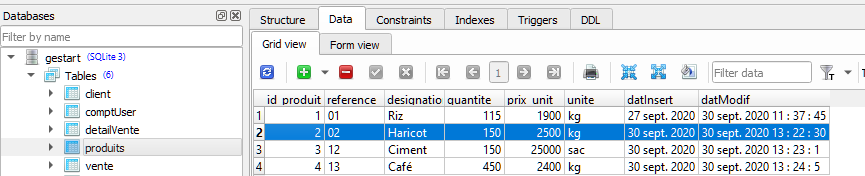 Databases
Filter by name
gestart (SQLite 3)
Tables (6)
client
comptUser
detailVente
produits
vente
Structure Data Constraints Indexes Triggers DDL
Grid view Form view
1 Filter data
id_produit reference designatio quantite prix_unit unite datInsert datModif
1 1 01 Riz 115 1900 kg 27 sept. 2020 30 sept. 2020 11 : 37 : 45
2 2 02 Haricot 150 2500 kg 30 sept. 2020 30 sept. 2020 13 : 22 : 30
3 3 12 Ciment 150 25000 sac 30 sept. 2020 30 sept. 2020 13 : 23 : 1
4 4 13 Café 450 2400 kg 30 sept. 2020 30 sept. 2020 13 : 24 : 5